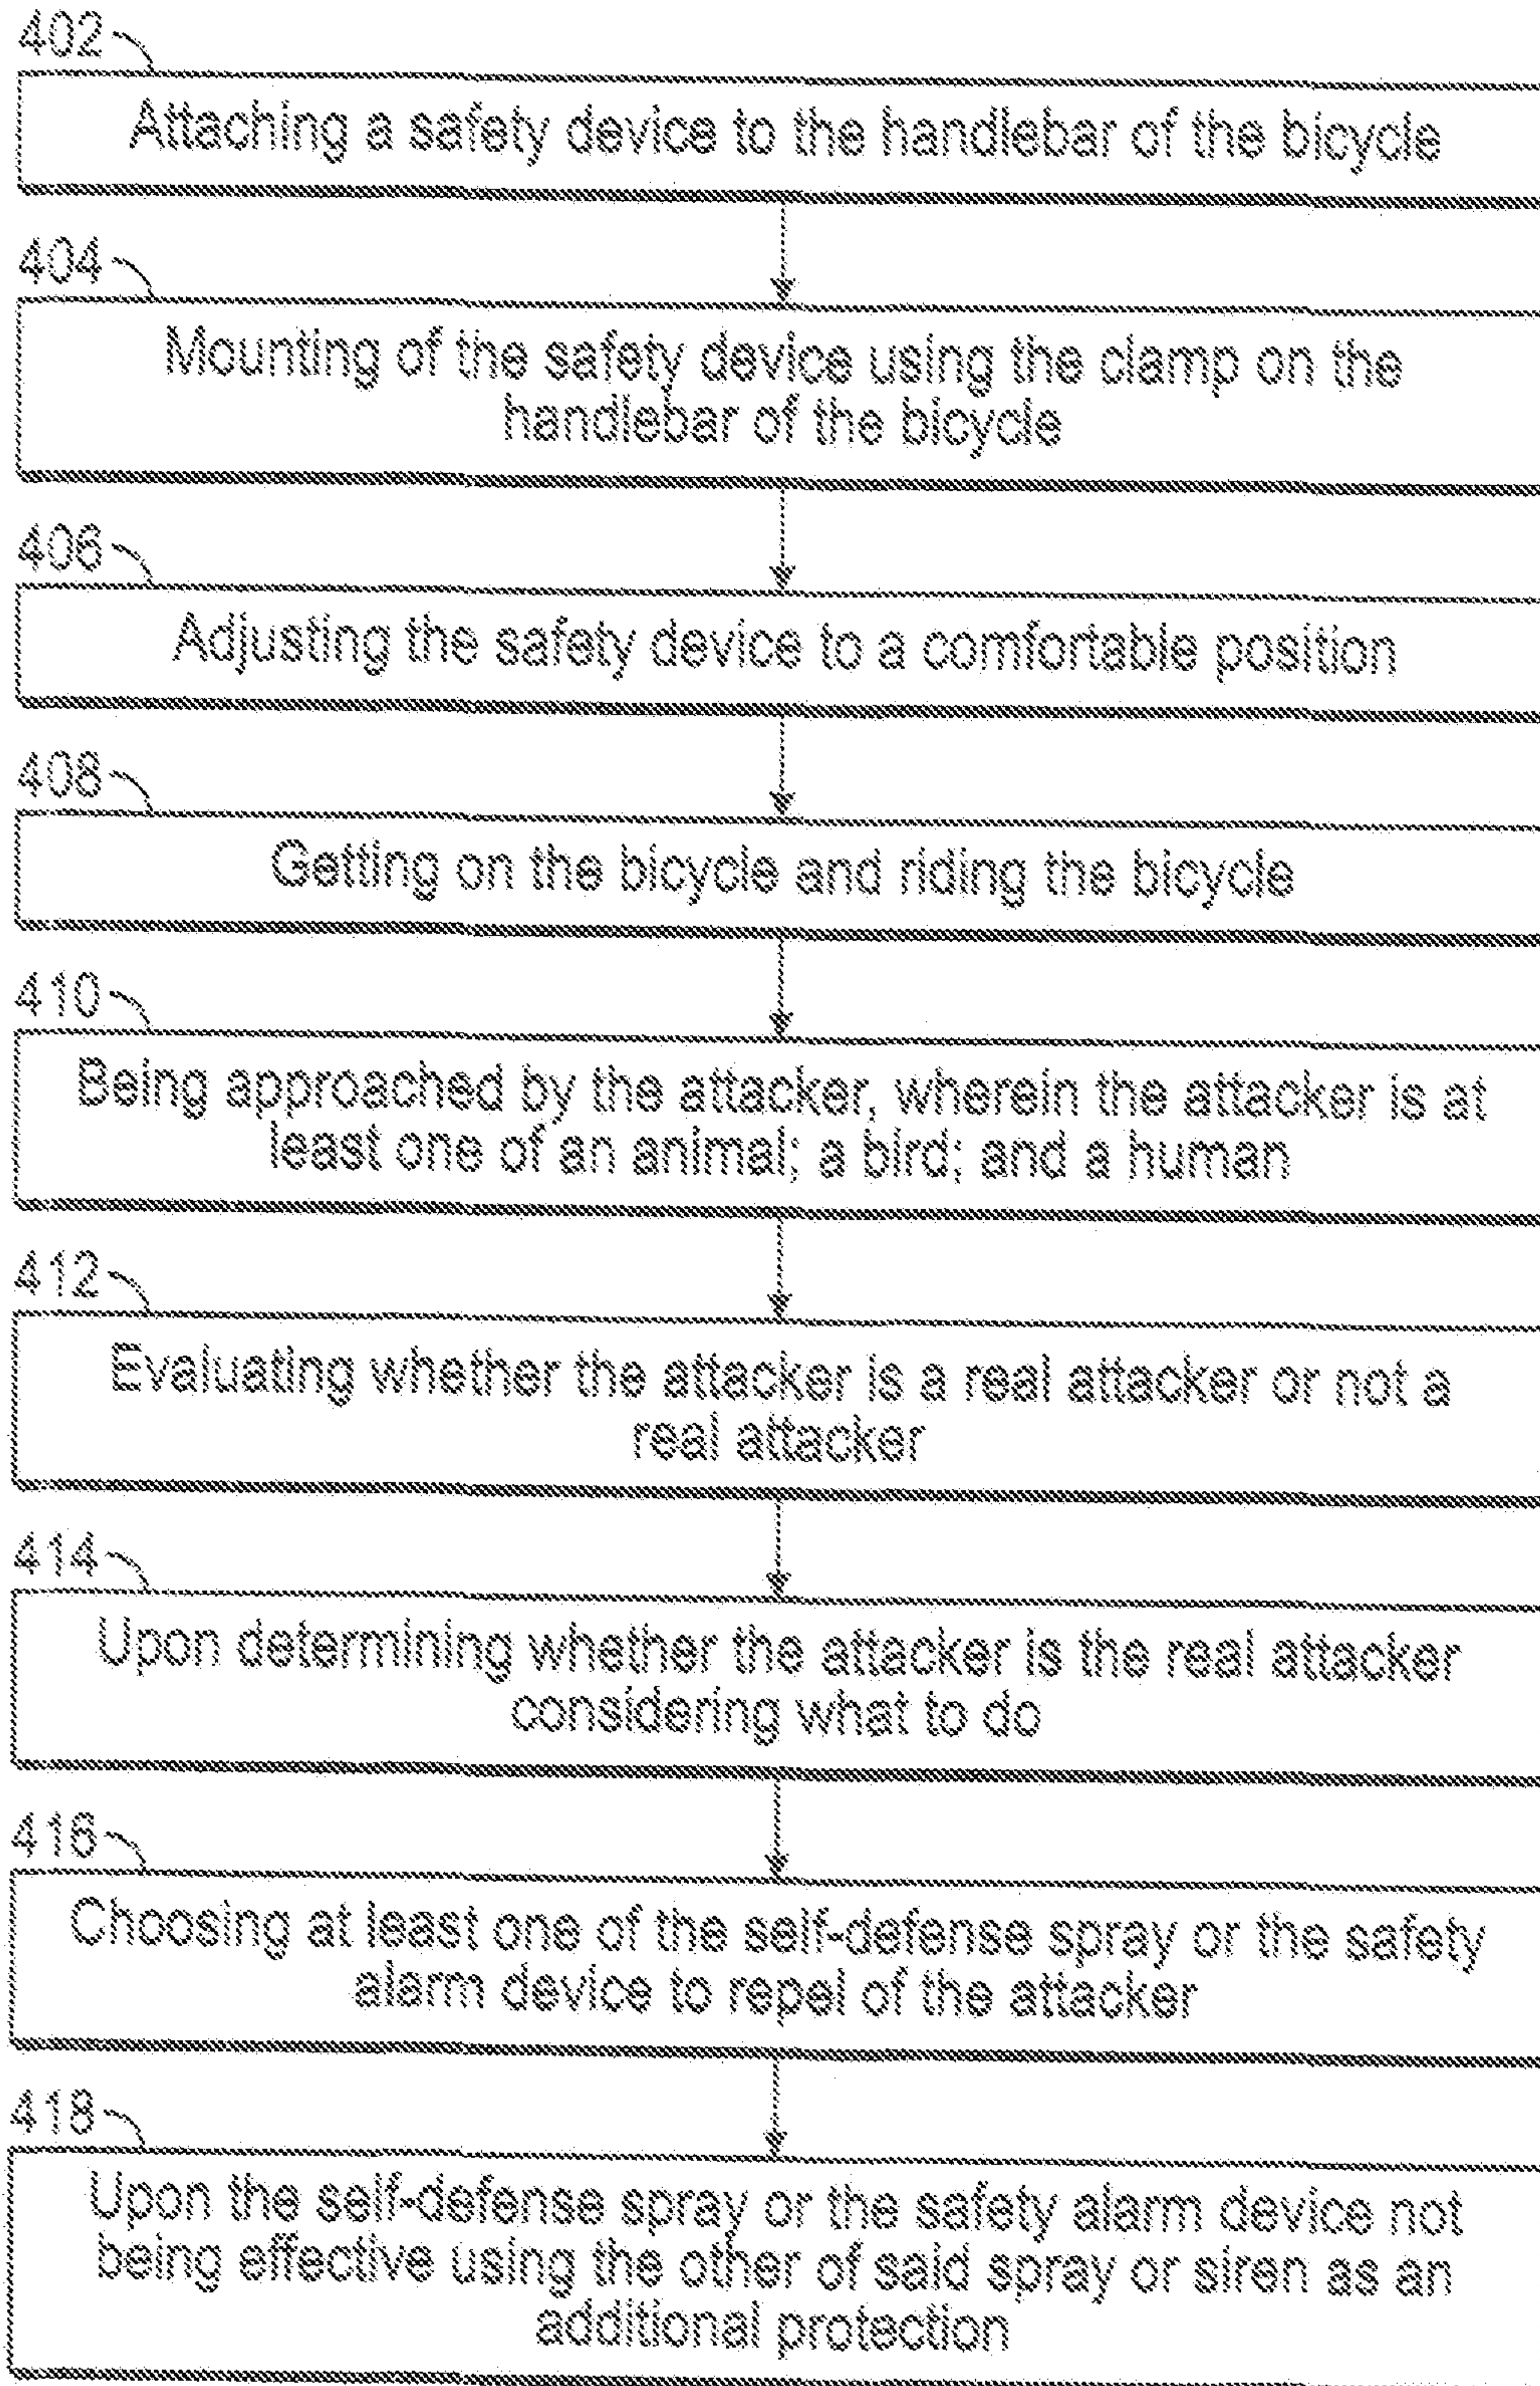 402
Attaching a safety device to the handlebar of the bicycle
404
Mounting of the safety device using the clamp on the
handlebar of the bicycle
406
Adjusting the safety device to a comfortable position
408
Getting on the bicycle and riding the bicycle
410
Being approached by the attacker, wherein the attacker is at
least one of an animal; a bird; and a human
412
Evaluating whether the attacker is a real attacker or not a
real attacker
414
Upon determining whether the attacker is the real attacker
considering what to do
416
Choosing at least one of the self-defense spray or the safety
alarm device to repel of the attacker
418
Upon the self-defense spray or the safety alarm device not
being effective using the other of said spray or siren as an
additional protection